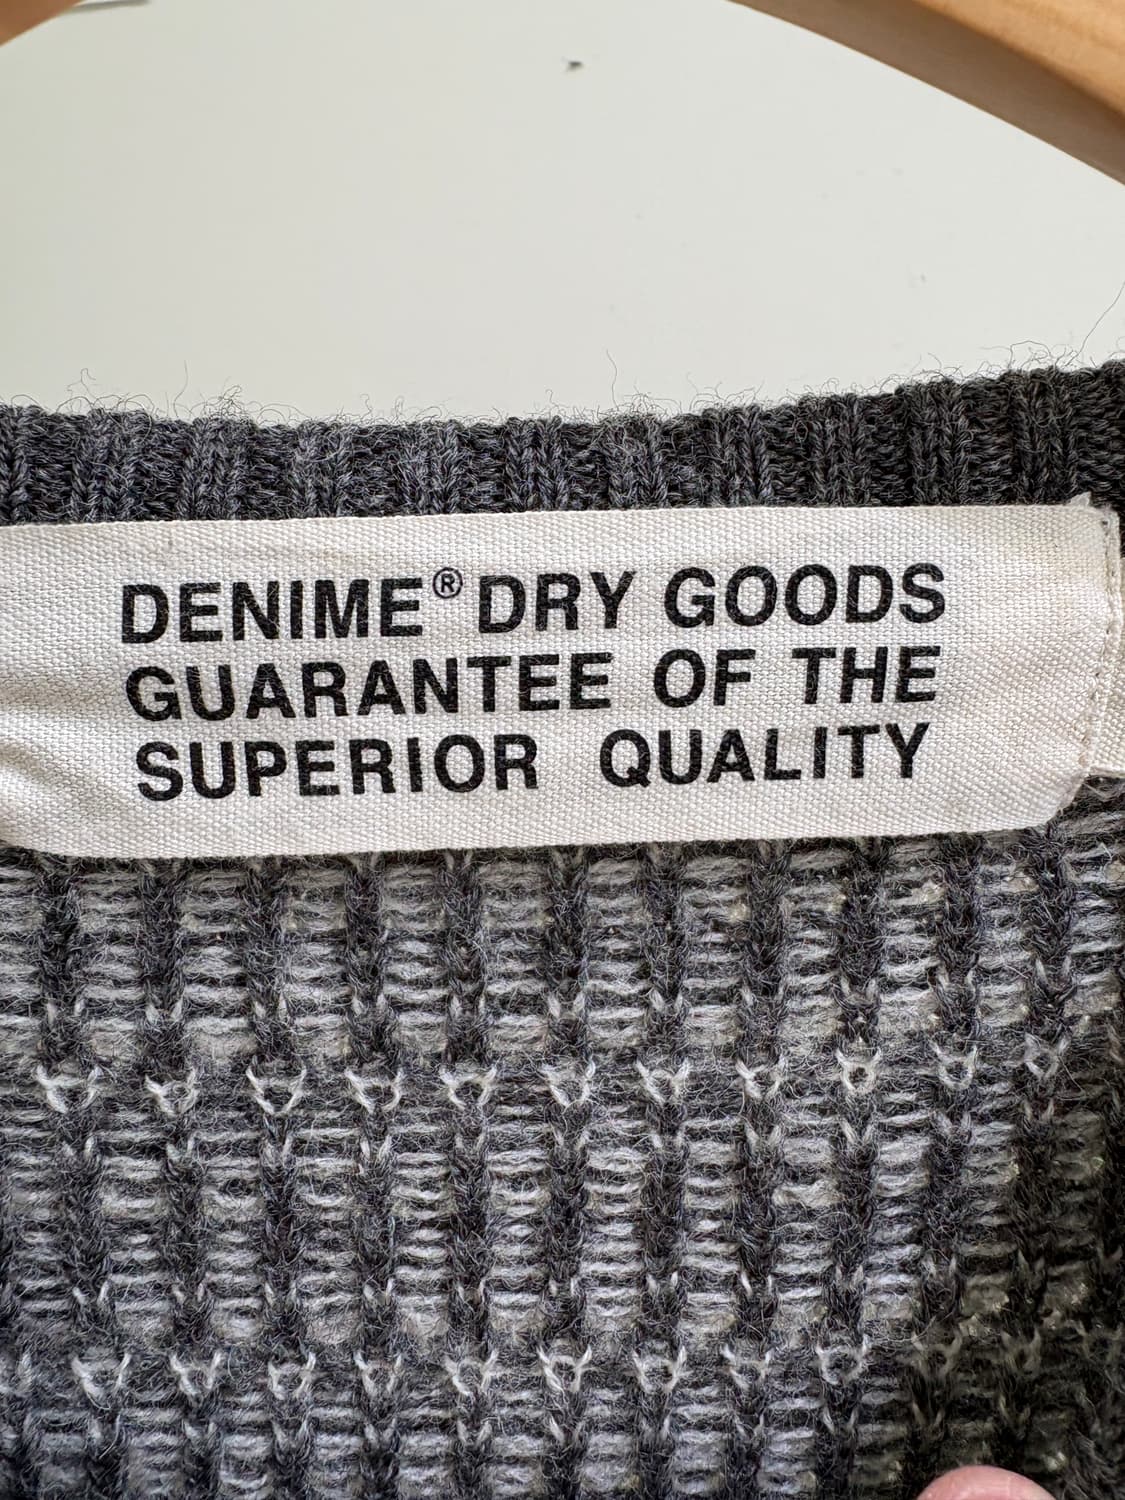 DENIME® DRY GOODS
GUARANTEE OF THE
SUPERIOR QUALITY